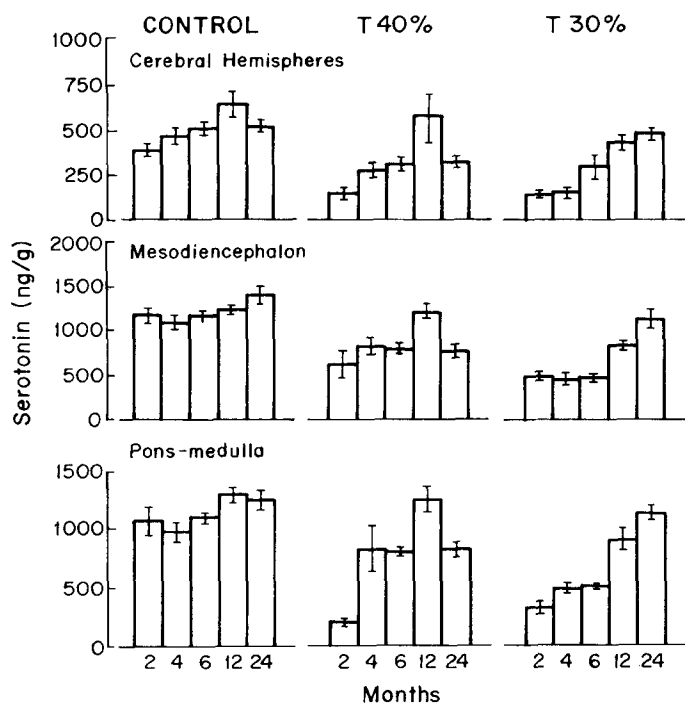 CONTROL T 40% T 30%
Cerebral Hemispheres
1000
750
500
250
0
Mesodiencephalon
2000
1500
1000
500
0
Pons-medulla
1500
1000
500
0
Serotonin (ng/g)
2 4 6 12 24 2 4 6 12 24 2 4 6 12 24
Months